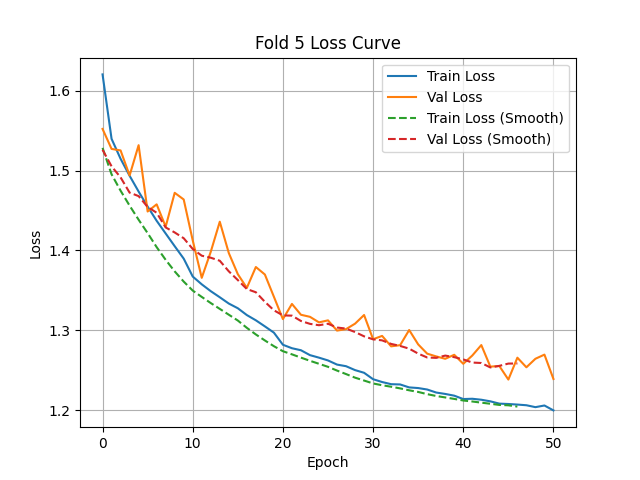 Fold 5 Loss Curve
Train Loss
Val Loss
Train Loss (Smooth)
Val Loss (Smooth)
Loss
1.6
1.5
1.4
1.3
1.2
0 10 20 30 40 50
Epoch